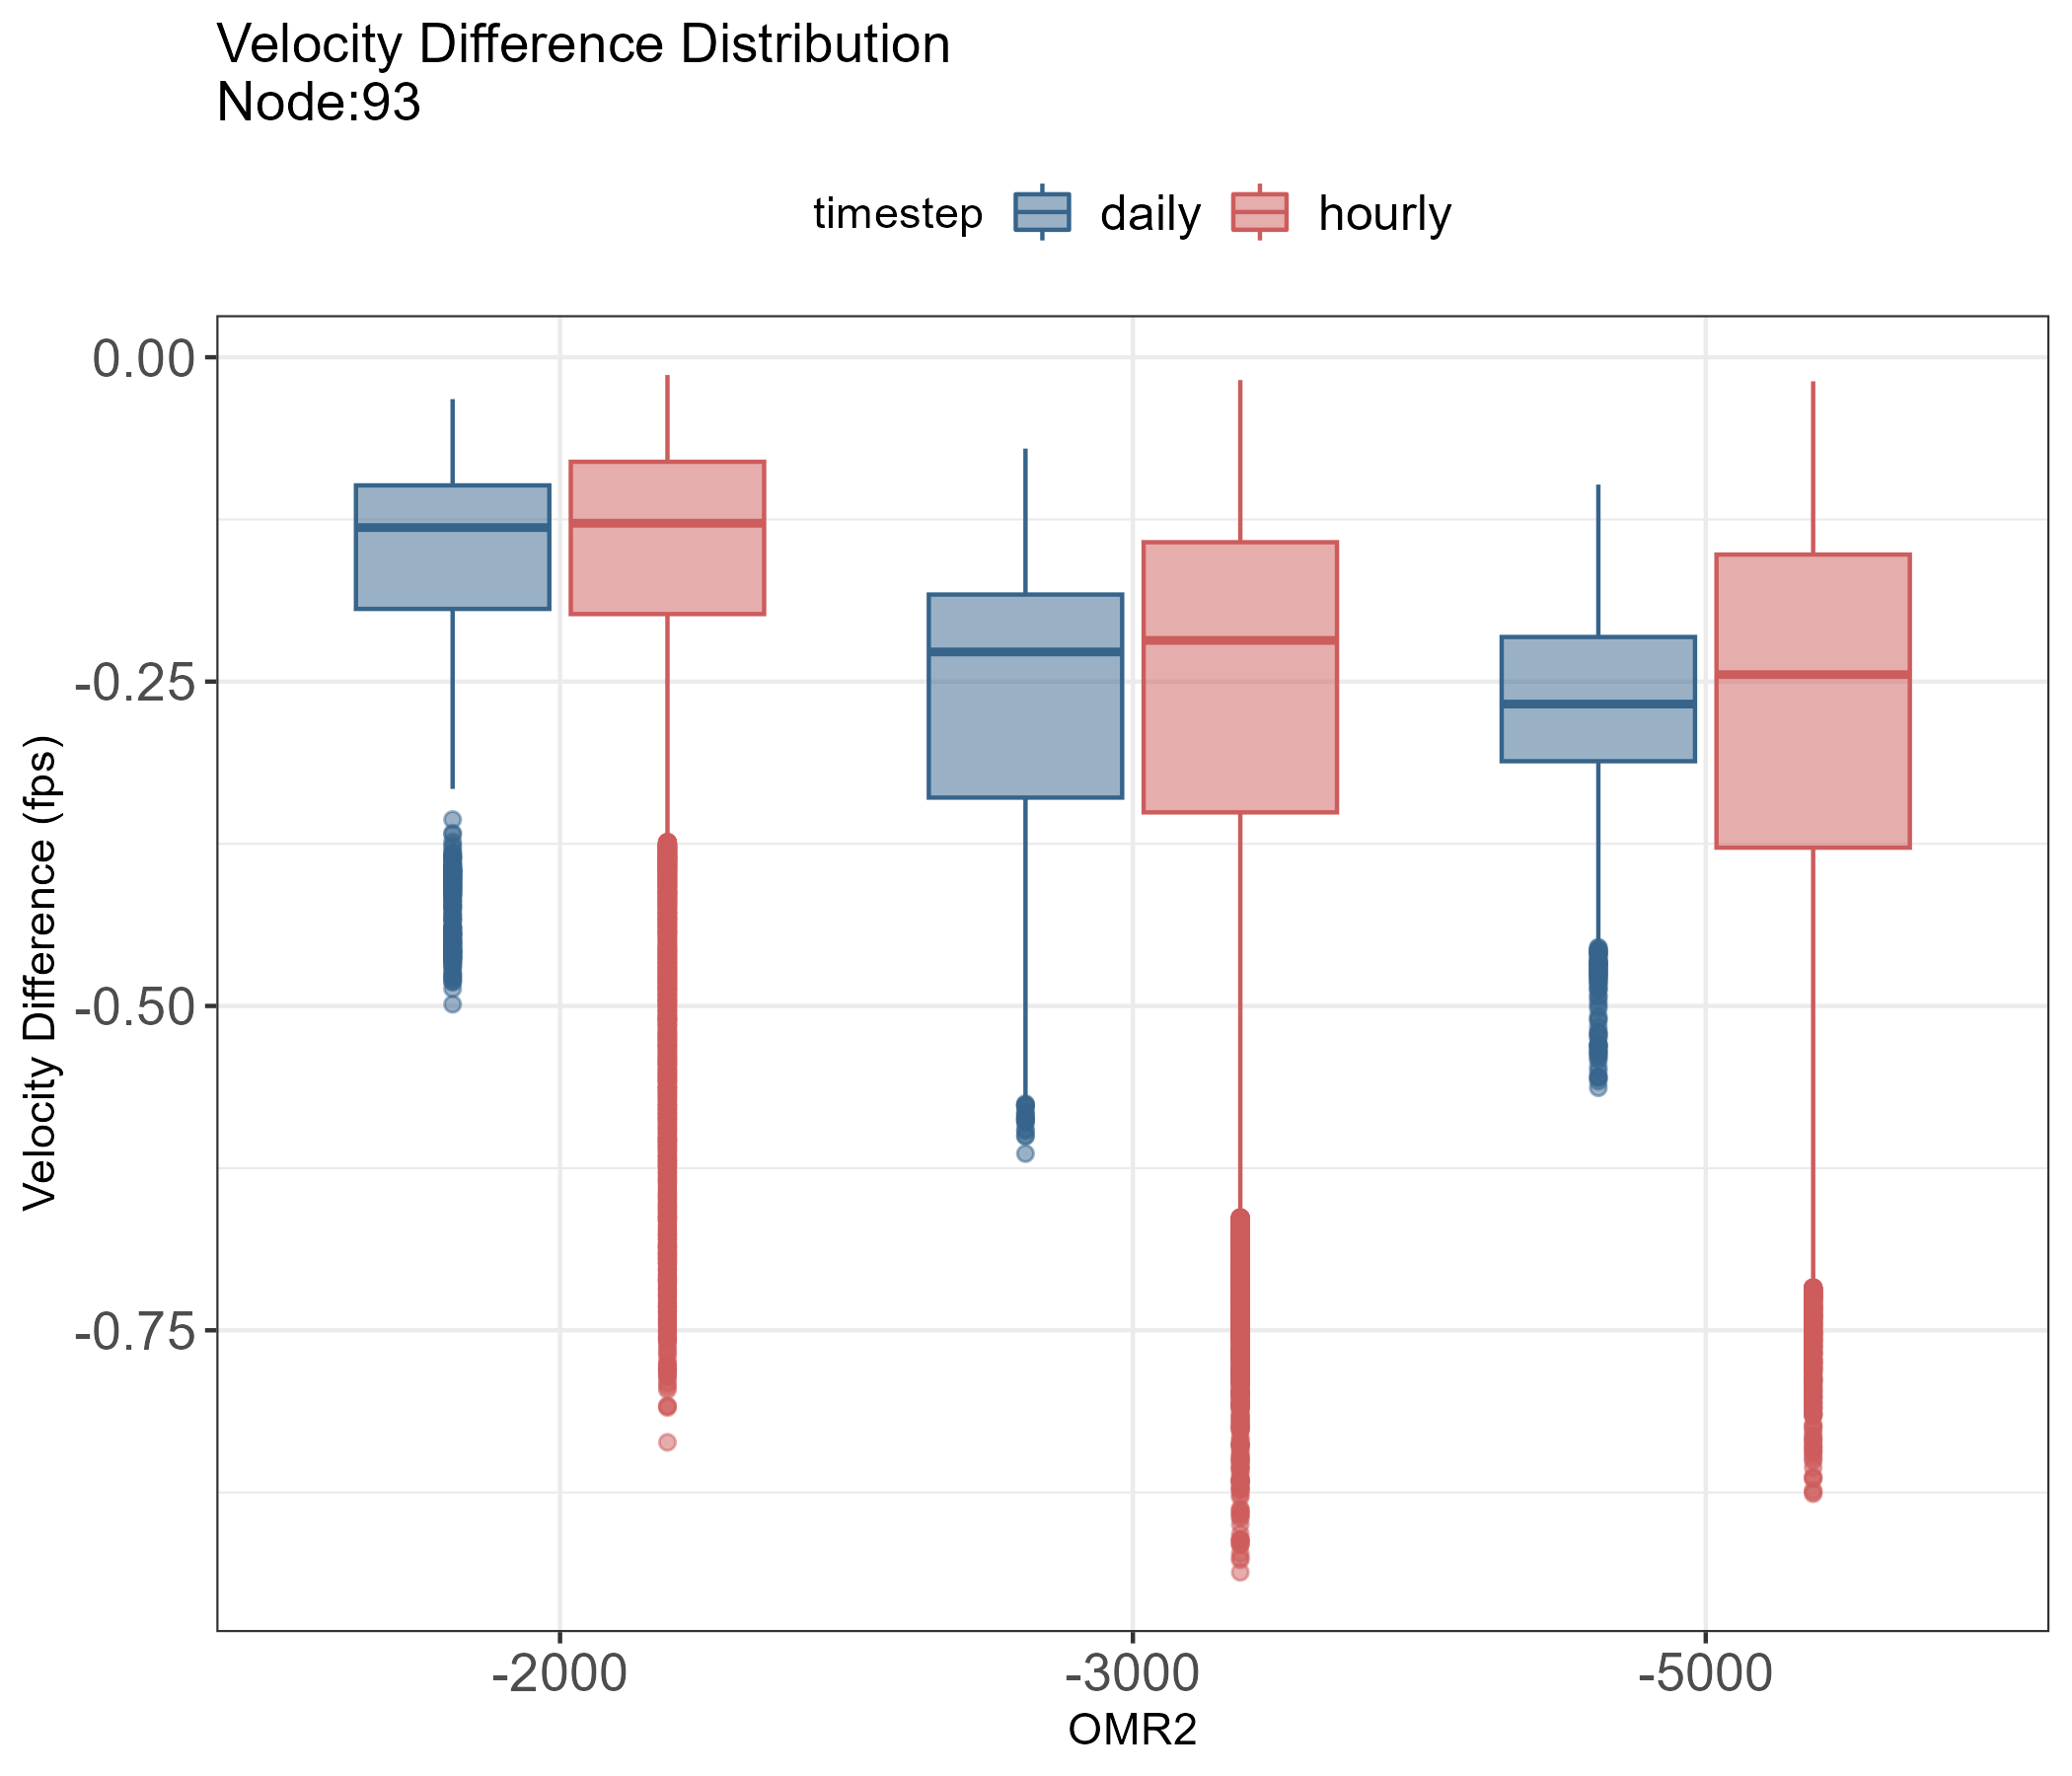 Velocity Difference Distribution
Node:93
timestep daily hourly
0.00
-0.25
-0.50
-0.75
Velocity Difference (fps)
-2000 -3000 -5000
OMR2